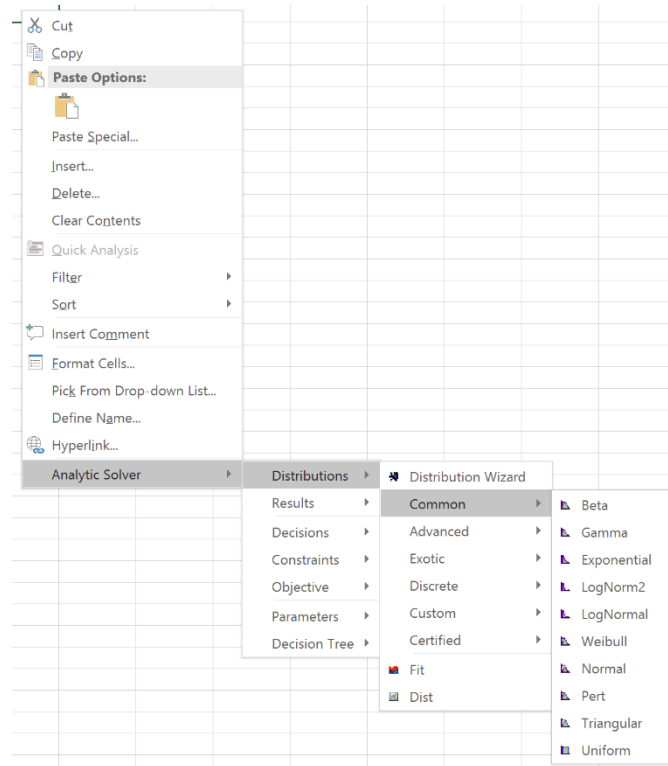 Cut
Copy
Paste Options:
Paste Special...
Insert...
Delete...
Clear Contents
Quick Analysis
Filter
Sort
Insert Comment
Format Cells...
Pick From Drop-down List...
Define Name...
Hyperlink...
Analytic Solver
Distributions
Results
Decisions
Constraints
Objective
Parameters
Decision Tree
Distribution Wizard
Common
Advanced
Exotic
Discrete
Custom
Certified
Fit
Dist
Beta
Gamma
Exponential
LogNorm2
LogNormal
Weibull
Normal
Pert
Triangular
Uniform